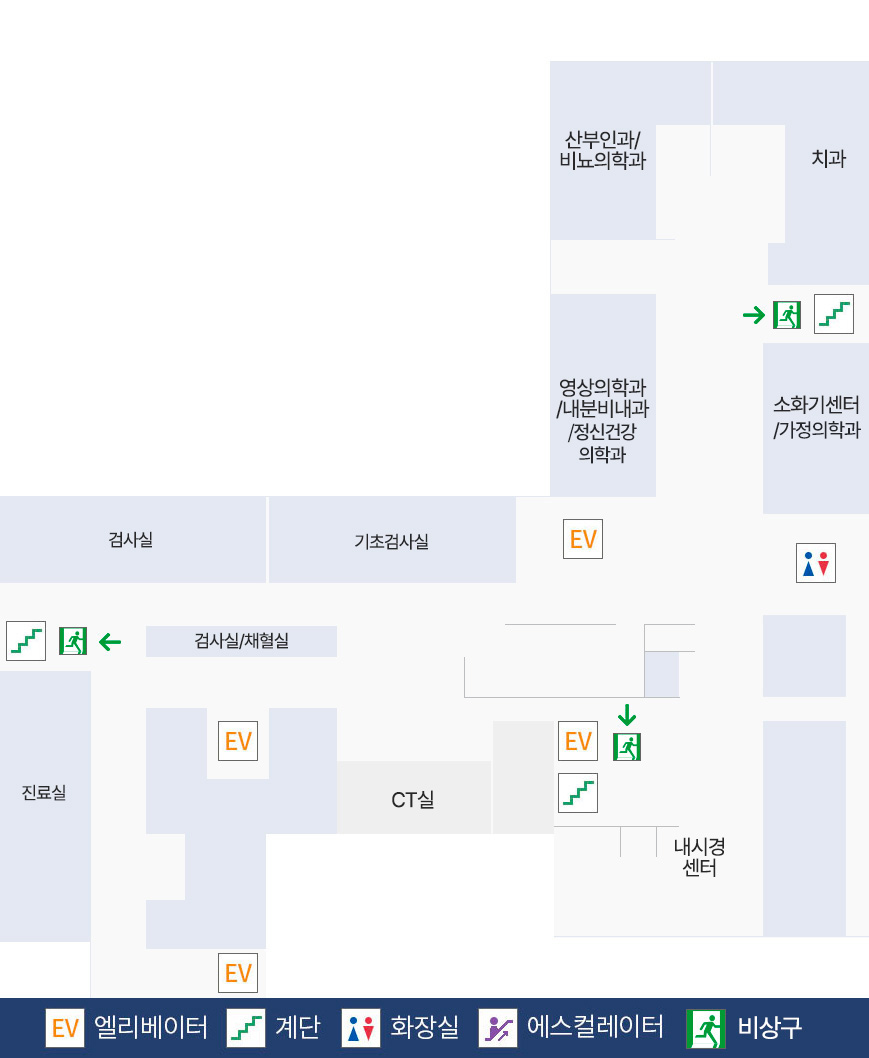 산부인과/
비뇨의학과
치과
영상의학과
/내분비내과
/정신건강
의학과
소화기센터
/가정의학과
검사실
기초검사실
EV
검사실/채혈실
EV
EV
진료실
CT실
내시경
센터
EV
EV 엘리베이터 계단 화장실 에스컬레이터 비상구